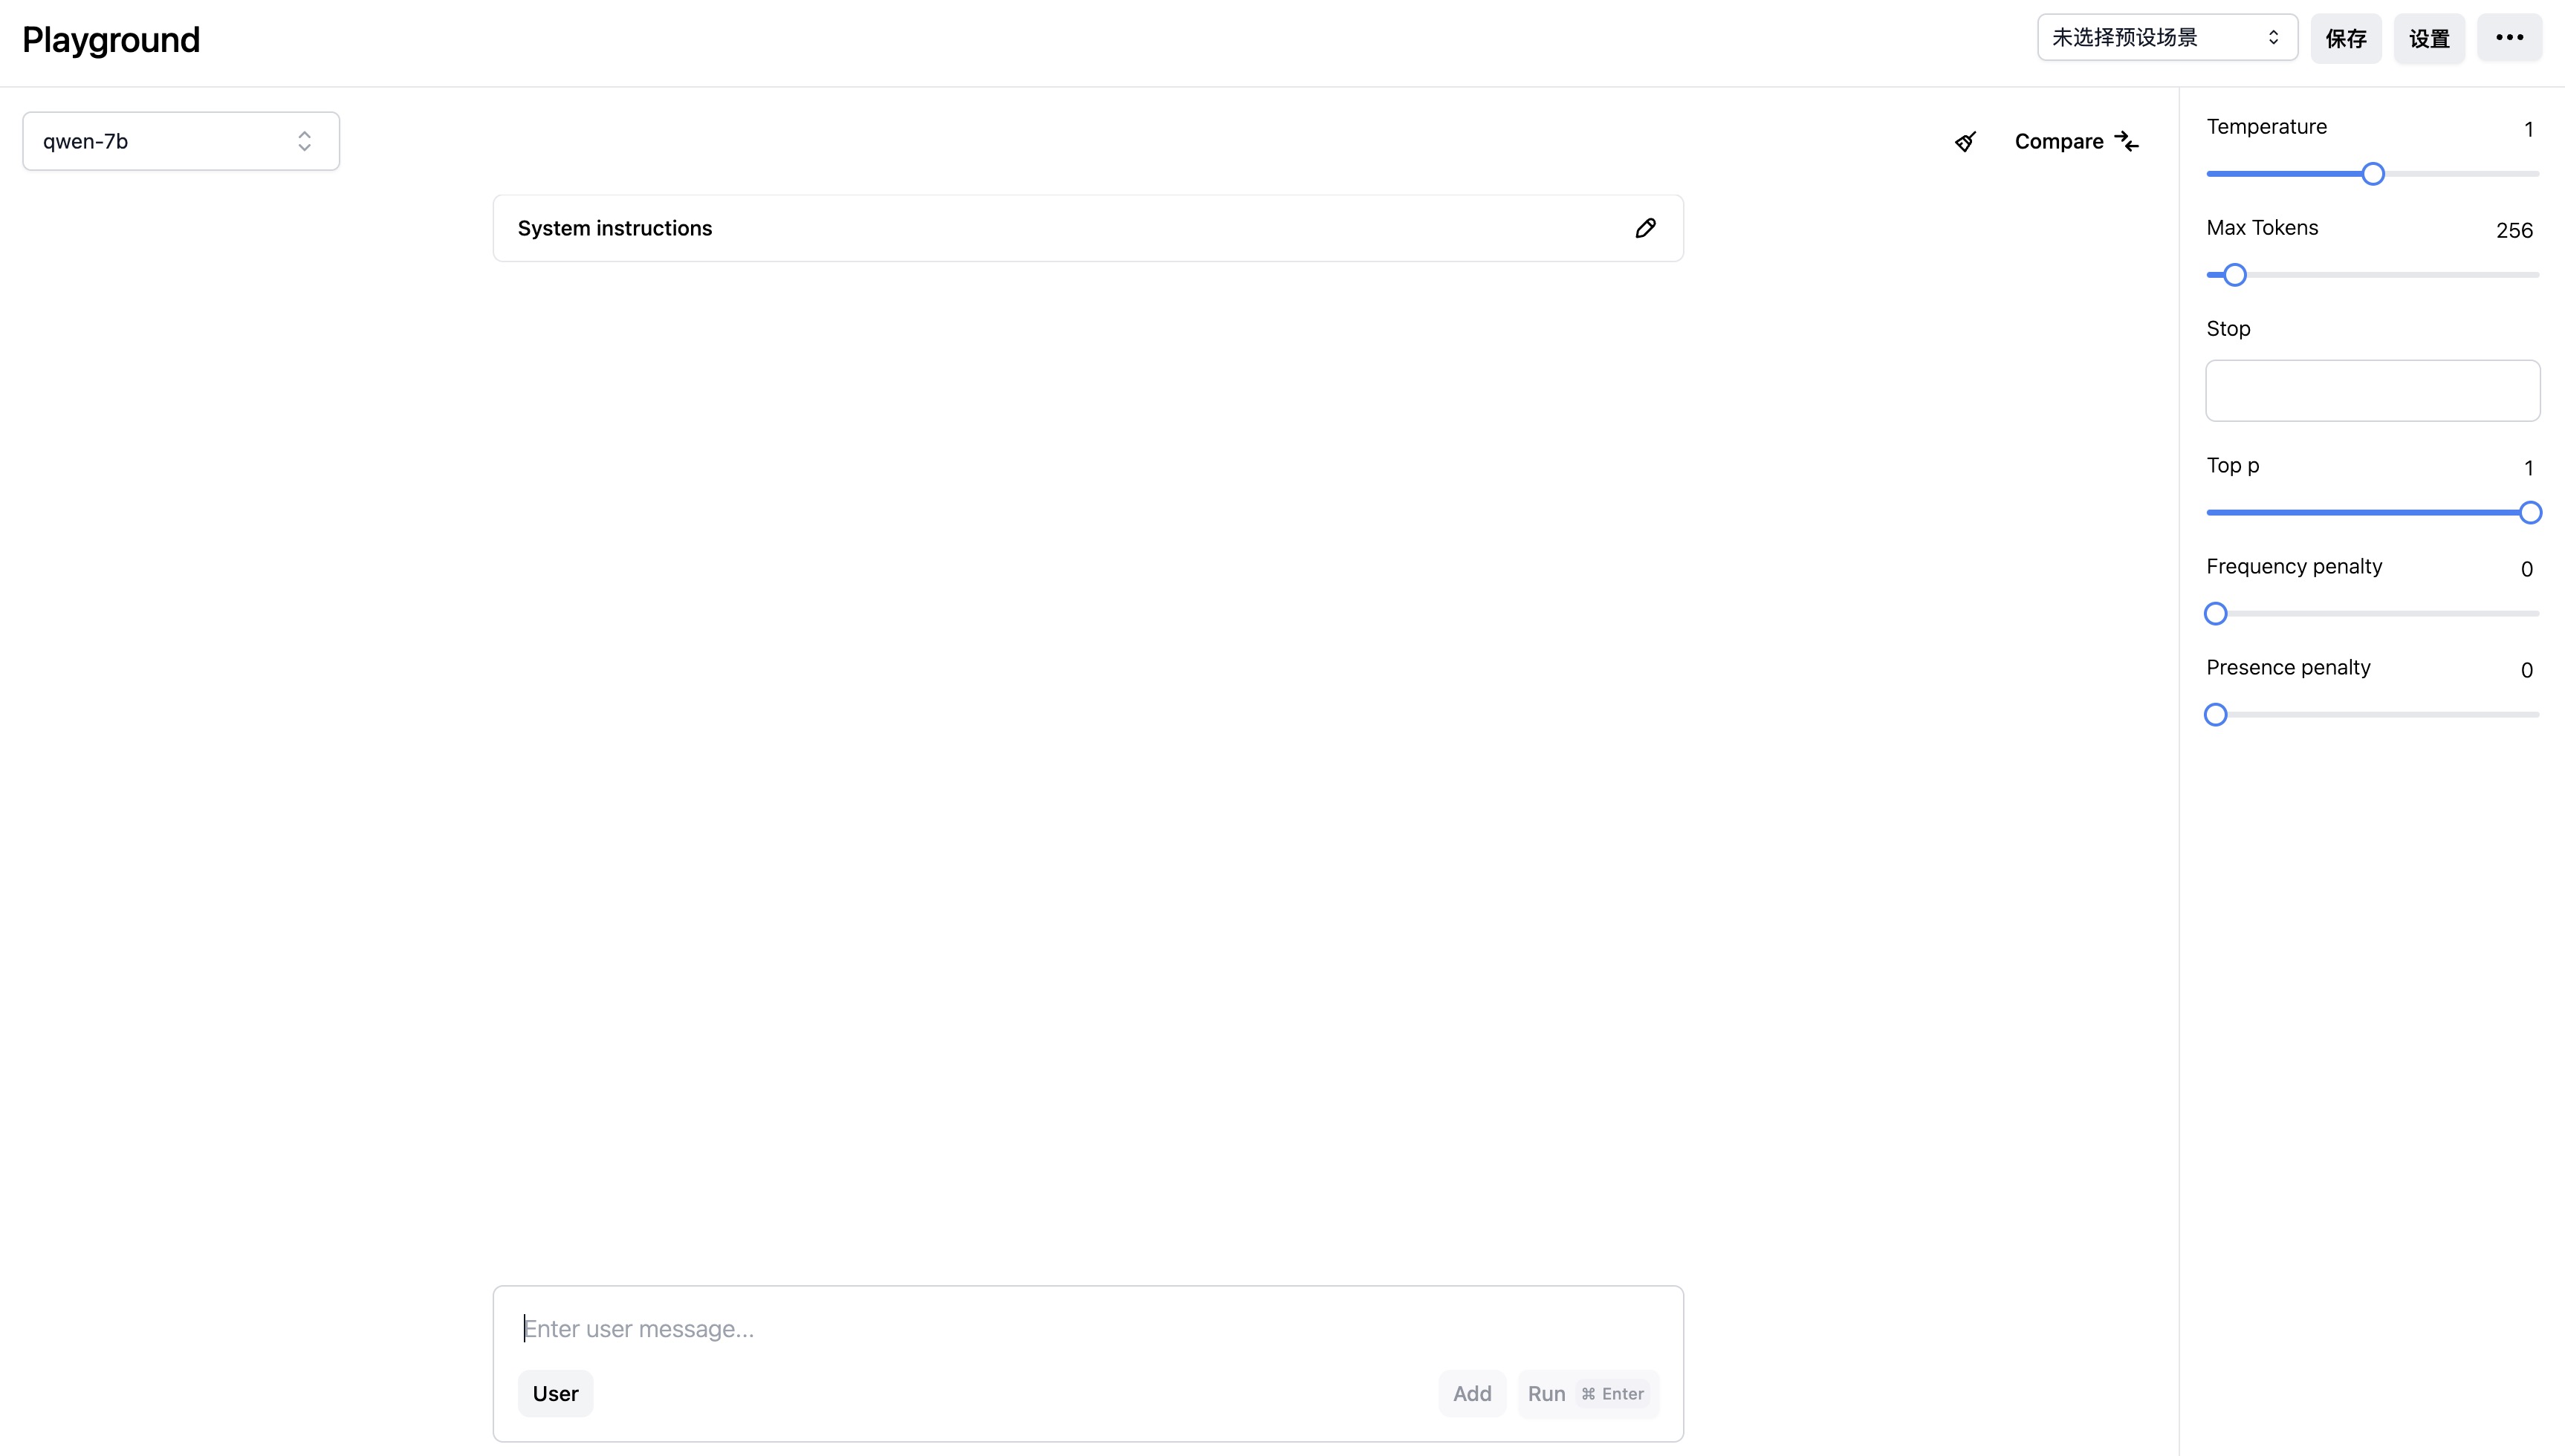 Playground
未选择预设场景
保存
设置
qwen-7b
Compare
System instructions
Enter user message...
User
Add
Run ⌘ Enter
Temperature 1
Max Tokens 256
Stop
Top p 1
Frequency penalty 0
Presence penalty 0